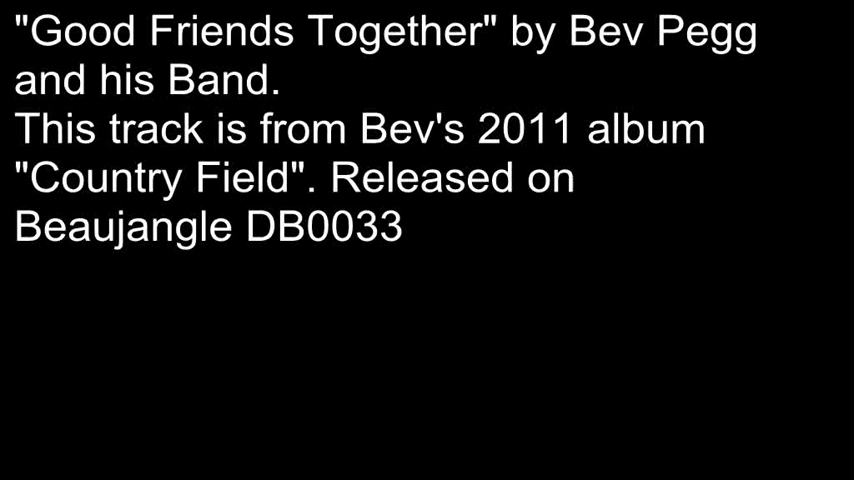 "Good Friends Together" by Bev Pegg
and his Band.
This track is from Bev's 2011 album
"Country Field". Released on
Beaujangle DB0033